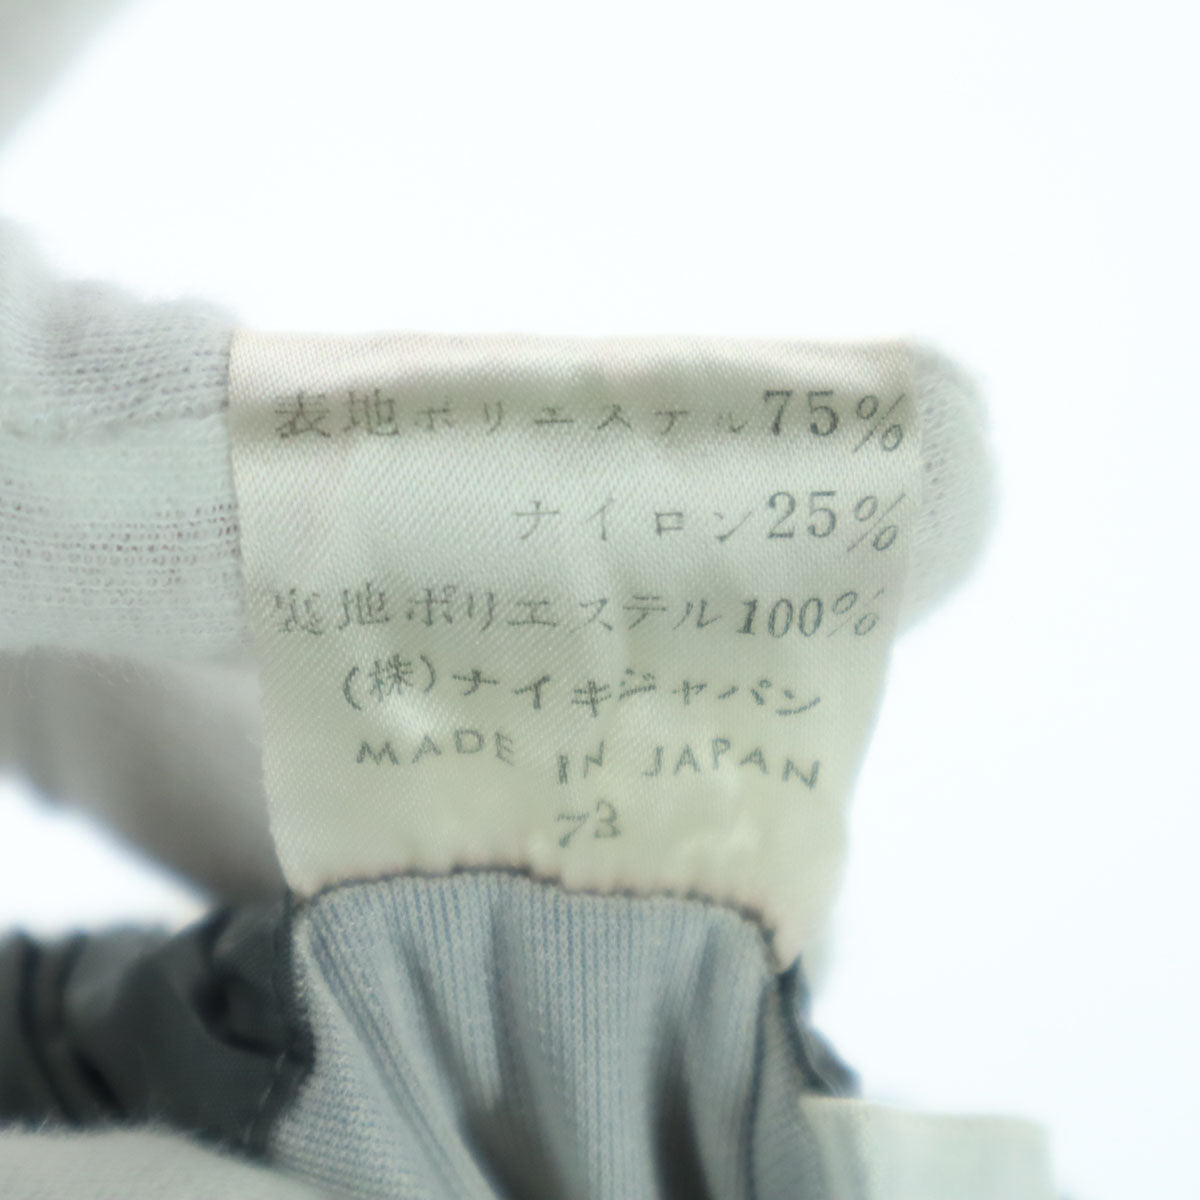 表地ポリエステル75%
ナイロン25%
裏地ポリエステル100%
(株)ナイキジャパン
MADE IN JAPAN
73